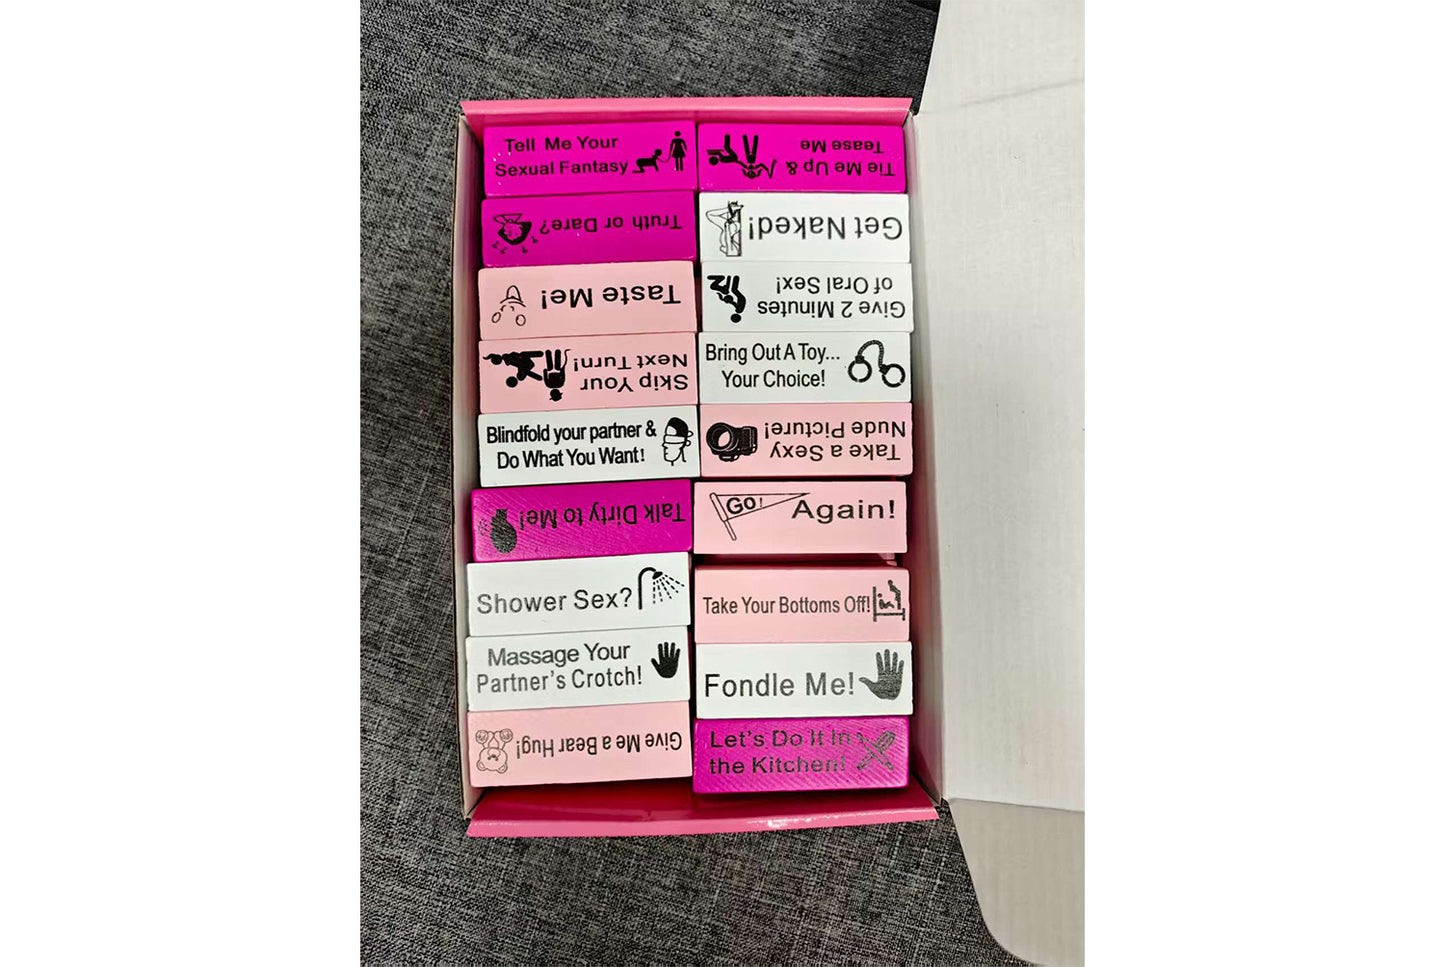 Tell Me Your
Sexual Fantasy
Truth or Dare?
Taste Me!
Skip Your
Next Turn!
Blindfold your partner &
Do What You Want!
Talk Dirty to Me!
Shower Sex?
Massage Your
Partner's Crotch!
Give Me a Bear Hug!
Tie Me Up &
Tease Me
Get Naked!
Give 2 Minutes
of Oral Sex!
Bring Out A Toy...
Your Choice!
Take a Sexy
Nude Picture!
GO!
Again!
Take Your Bottoms Off!
Fondle Me!
Let's Do It In
the Kitchen!